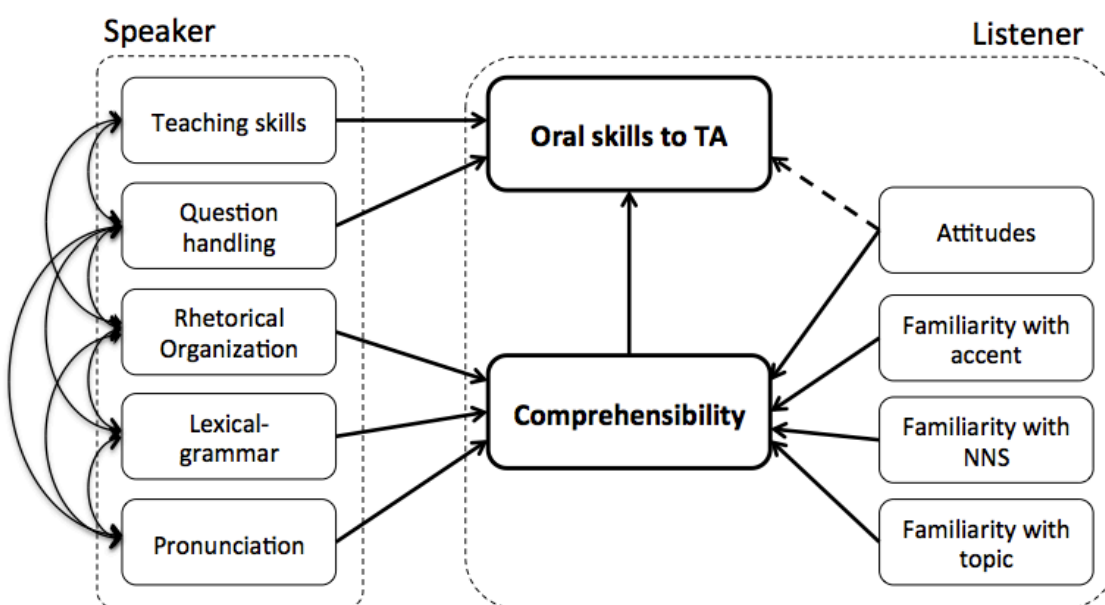 Speaker
Listener
Teaching skills
Question
handling
Rhetorical
Organization
Lexical-
grammar
Pronunciation
Oral skills to TA
Comprehensibility
Attitudes
Familiarity with
accent
Familiarity with
NNS
Familiarity with
topic